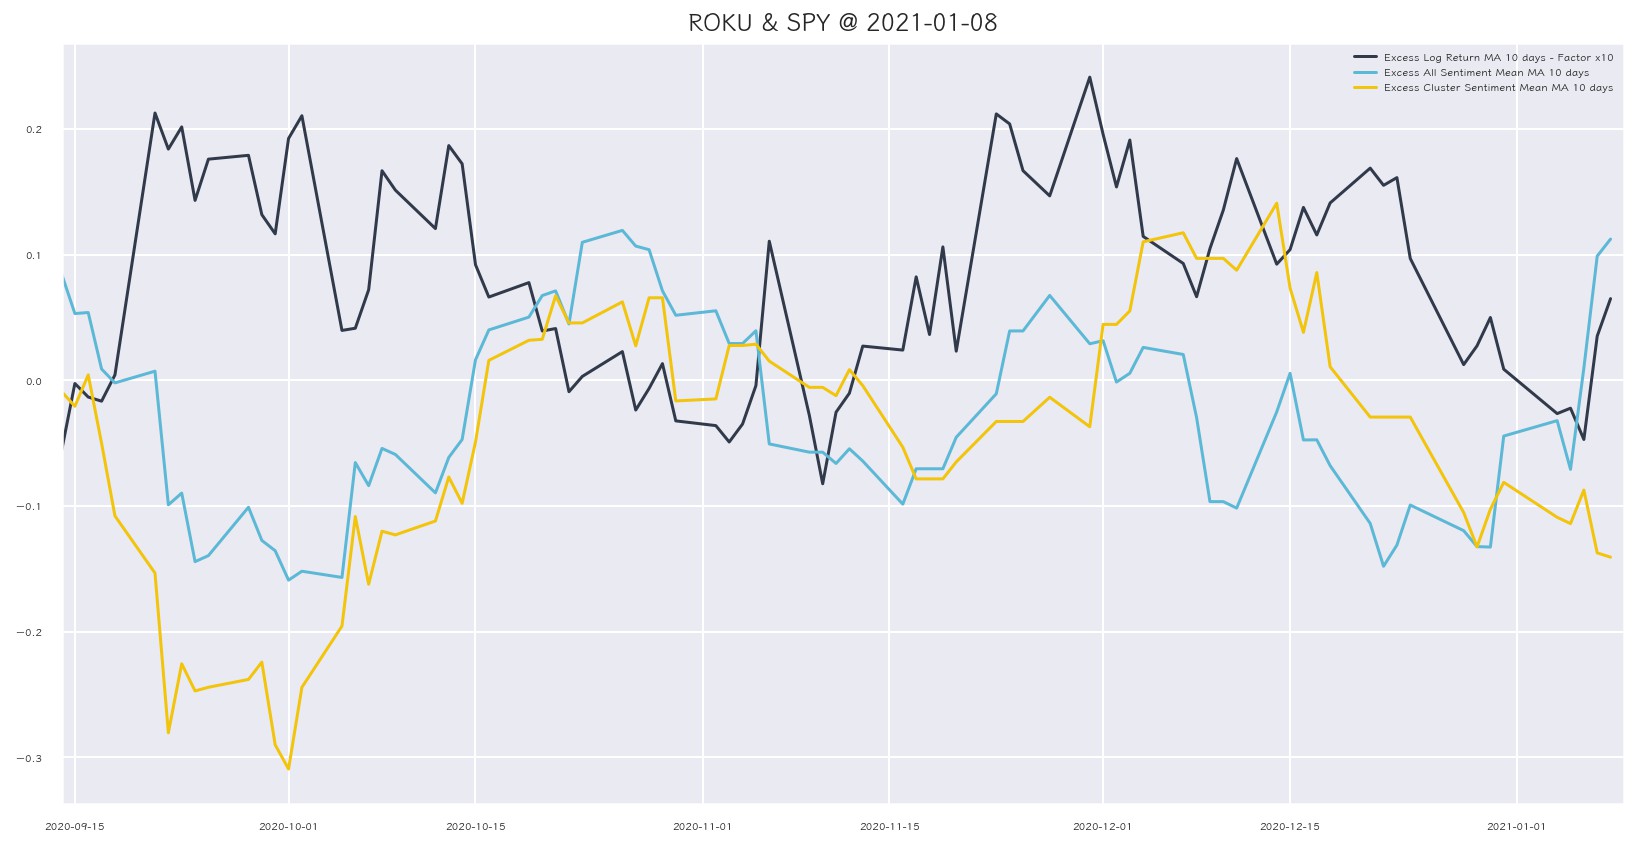 ROKU & SPY @ 2021-01-08
Excess Log Return MA 10 days - Factor x10
Excess All Sentiment Mean MA 10 days
Excess Cluster Sentiment Mean MA 10 days
0.2
0.1
0.0
−0.1
−0.2
−0.3
2020-09-15 2020-10-01 2020-10-15 2020-11-01 2020-11-15 2020-12-01 2020-12-15 2021-01-01